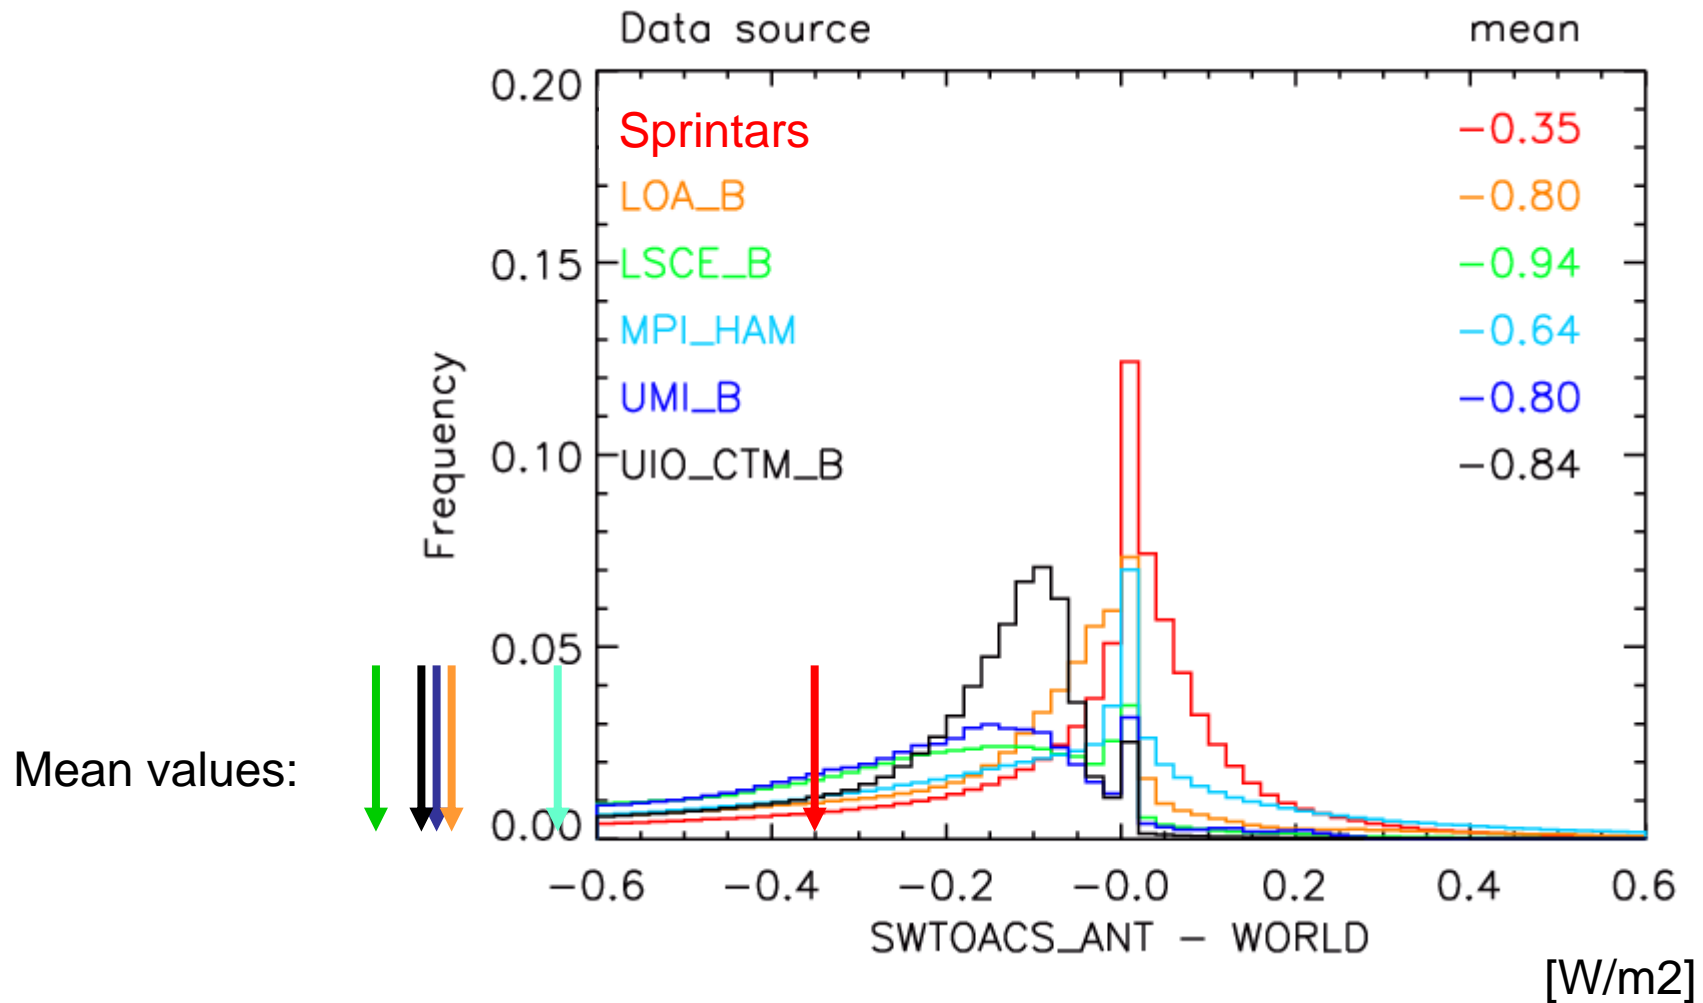 Data source mean
0.20
Sprintars −0.35
LOA_B −0.80
0.15
LSCE_B −0.94
MPI_HAM −0.64
UMI_B −0.80
0.10
UIO_CTM_B −0.84
Frequency
0.05
Mean values:
0.00
−0.6 −0.4 −0.2 −0.0 0.2 0.4 0.6
SWTOACS_ANT − WORLD
[W/m2]